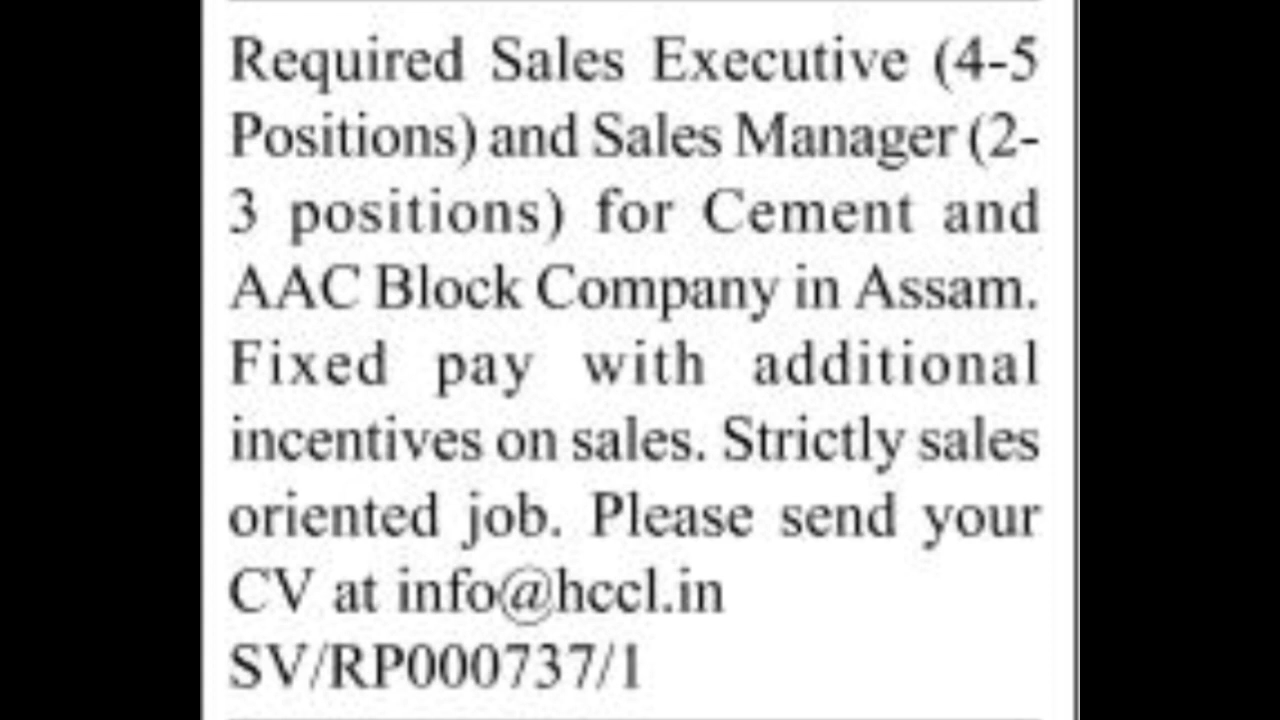 Required Sales Executive (4-5
Positions) and Sales Manager (2-
3 positions) for Cement and
AAC Block Company in Assam.
Fixed pay with additional
incentives on sales. Strictly sales
oriented job. Please send your
CV at info@hccl.in
SV/RP000737/1